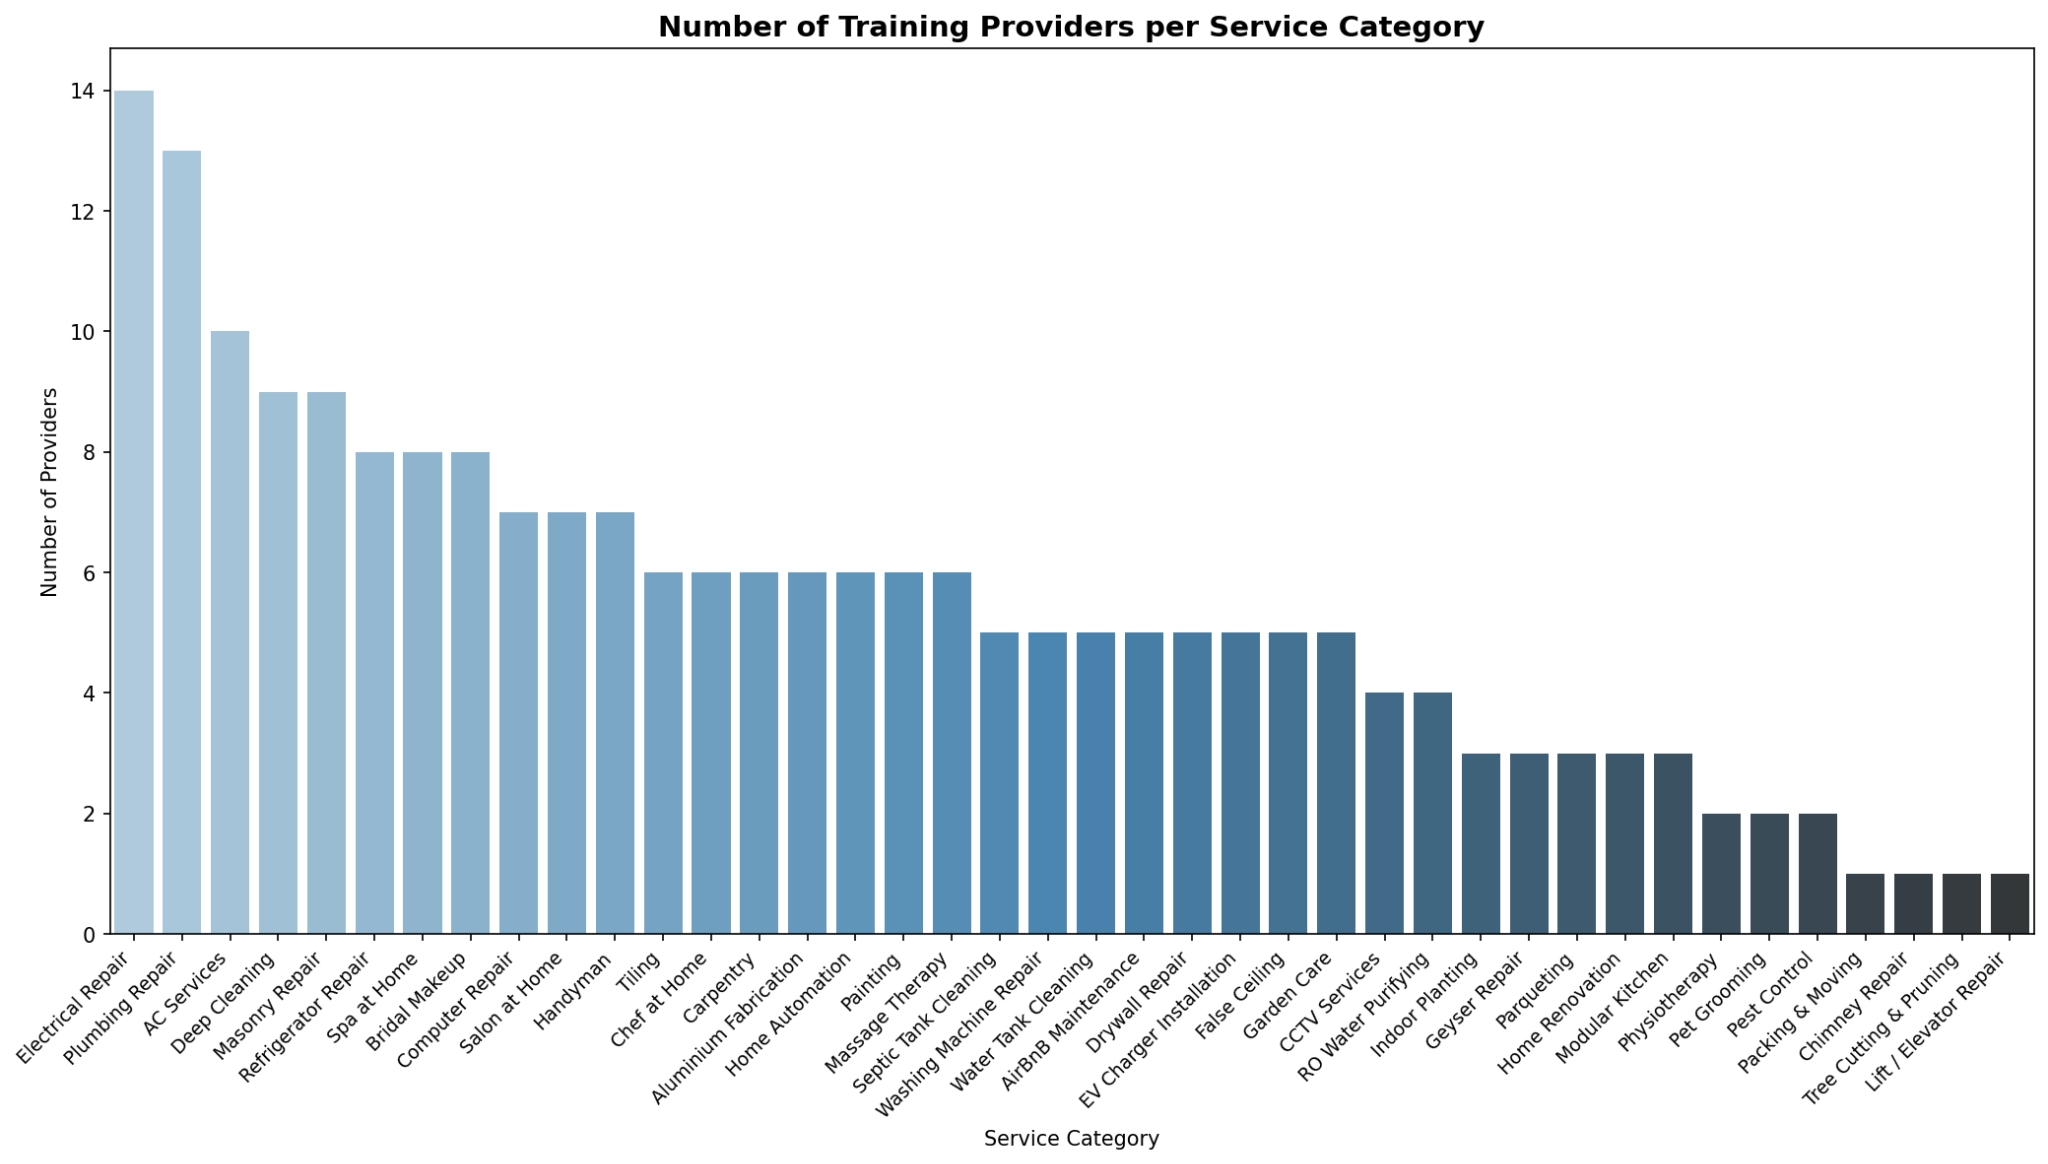 Number of Training Providers per Service Category
Number of Providers
14
12
10
8
6
4
2
0
Electrical Repair
Plumbing Repair
AC Services
Deep Cleaning
Masonry Repair
Refrigerator Repair
Spa at Home
Bridal Makeup
Computer Repair
Salon at Home
Handyman
Tiling
Chef at Home
Carpentry
Aluminium Fabrication
Home Automation
Painting
Massage Therapy
Septic Tank Cleaning
Washing Machine Repair
Water Tank Cleaning
AirBnB Maintenance
Drywall Repair
EV Charger Installation
False Ceiling
Garden Care
CCTV Services
RO Water Purifying
Indoor Planting
Geyser Repair
Parqueting
Home Renovation
Modular Kitchen
Physiotherapy
Pet Grooming
Pest Control
Packing & Moving
Chimney Repair
Tree Cutting & Pruning
Lift / Elevator Repair
Service Category